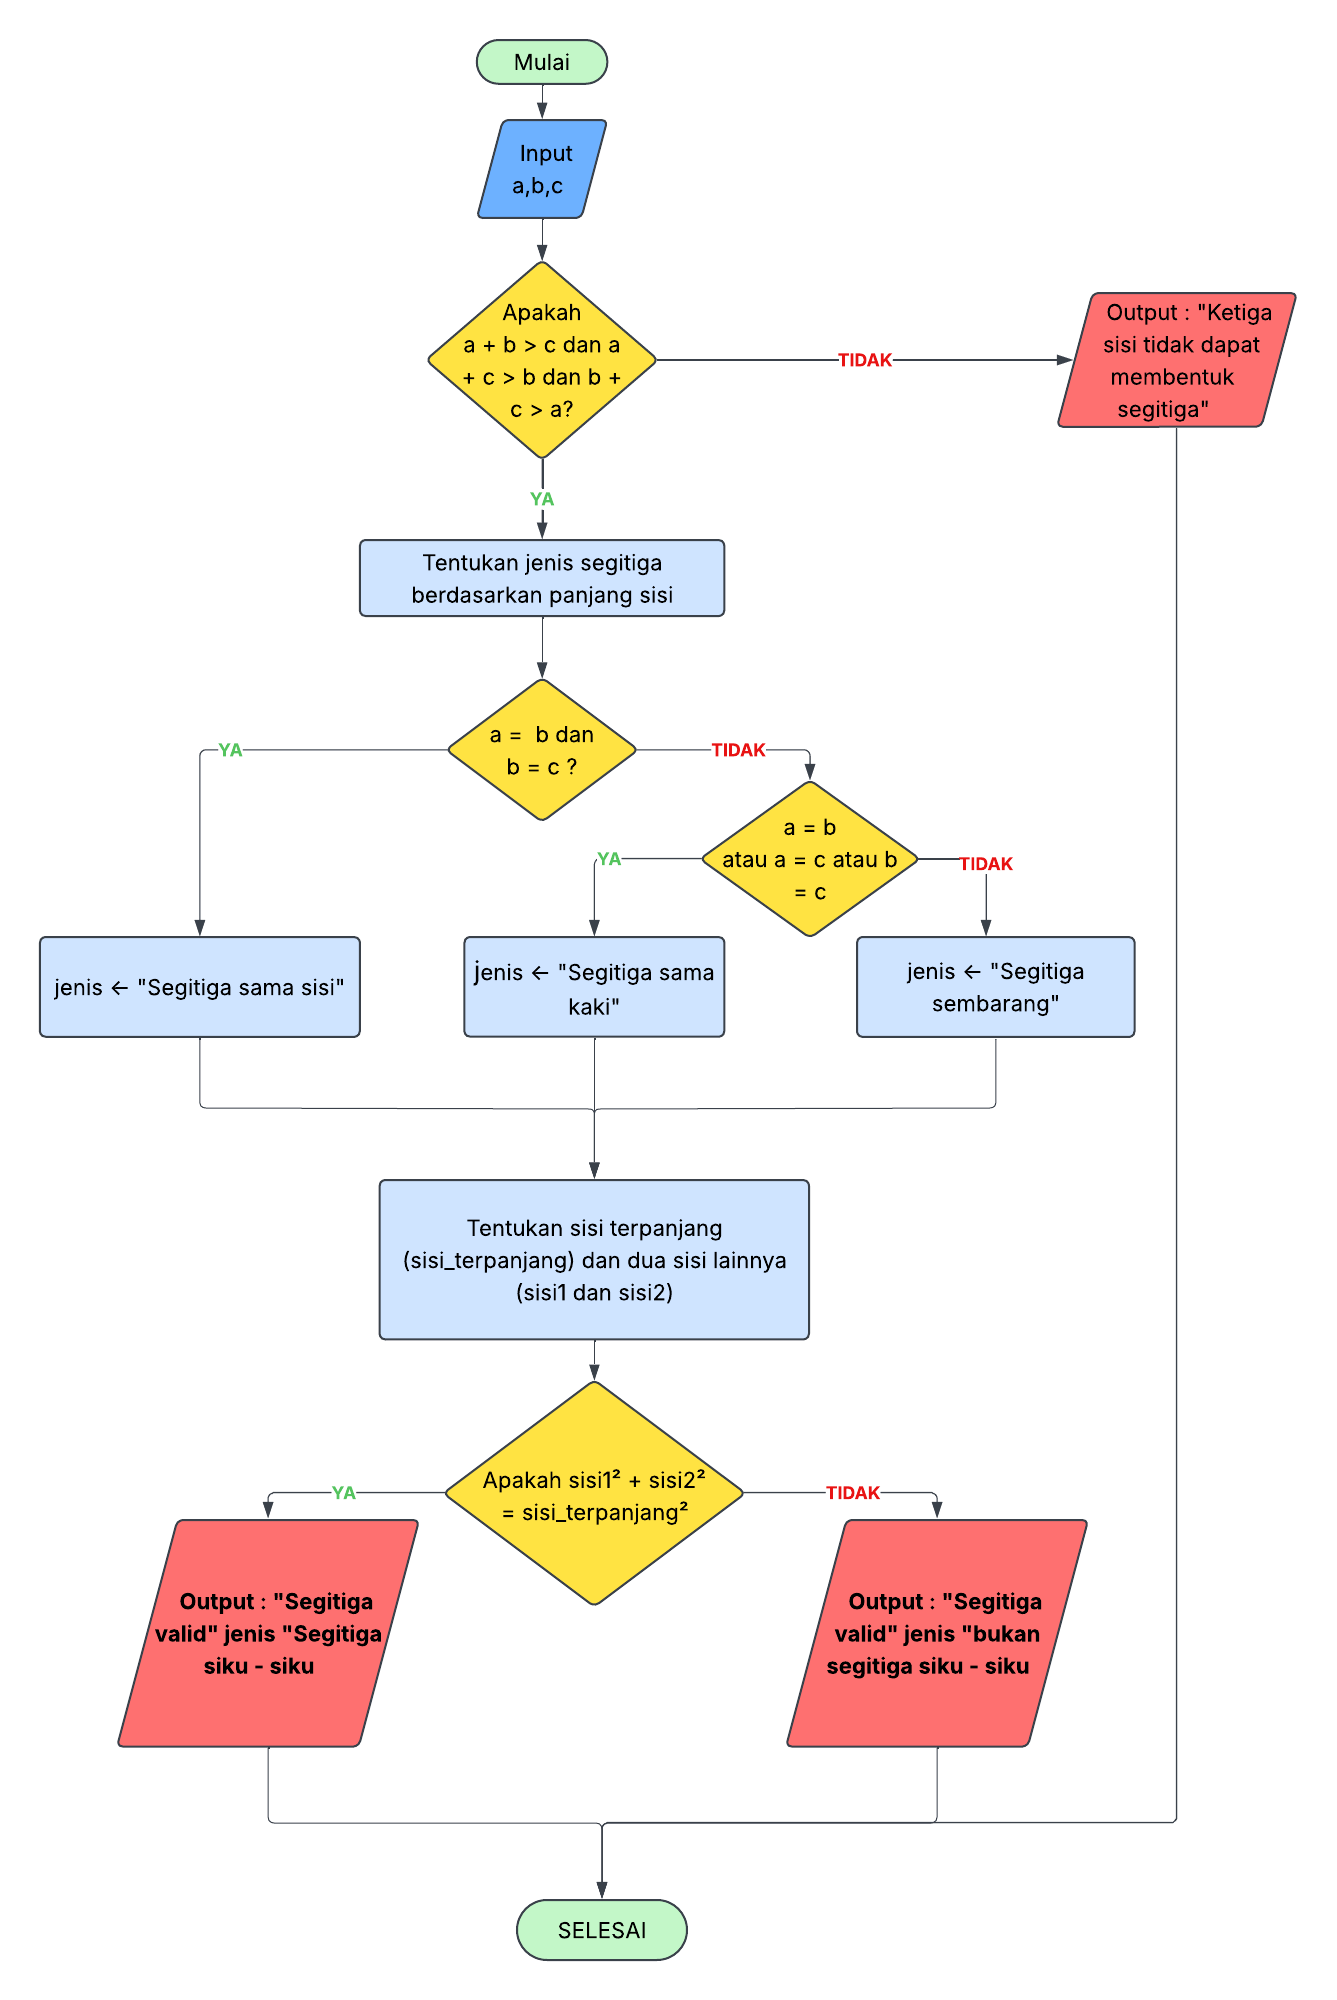 Mulai
Input
a,b,c
Apakah
a + b > c dan a
+ c > b dan b +
c > a?
TIDAK
Output : "Ketiga
sisi tidak dapat
membentuk
segitiga"
YA
Tentukan jenis segitiga
berdasarkan panjang sisi
a =  b dan
b = c ?
YA
TIDAK
a = b
atau a = c atau b
= c
YA
TIDAK
jenis ← "Segitiga sama sisi"
jenis ← "Segitiga sama
kaki"
jenis ← "Segitiga
sembarang"
Tentukan sisi terpanjang
(sisi_terpanjang) dan dua sisi lainnya
(sisi1 dan sisi2)
Apakah sisi1² + sisi2²
= sisi_terpanjang²
YA
TIDAK
Output : "Segitiga
valid" jenis "Segitiga
siku - siku
Output : "Segitiga
valid" jenis "bukan
segitiga siku - siku
SELESAI